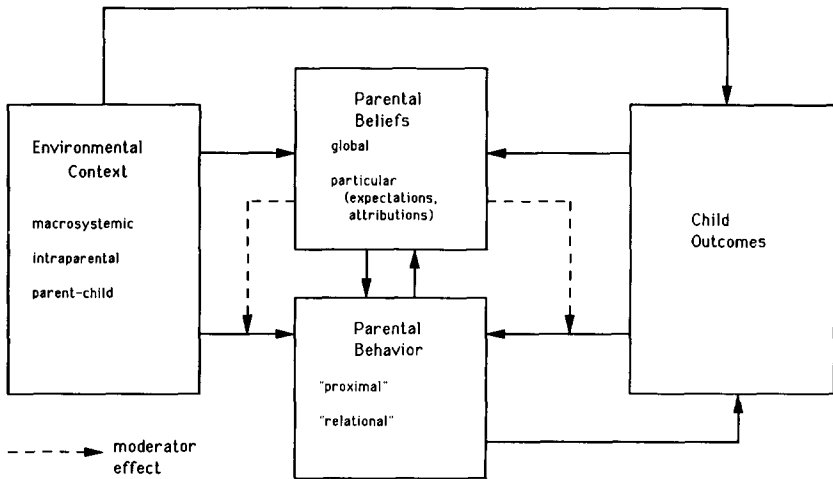 Environmental
Context
macrosystemic
intraparental
parent-child
Parental
Beliefs
global
particular
(expectations,
attributions)
Parental
Behavior
"proximal"
"relational"
Child
Outcomes
moderator
effect